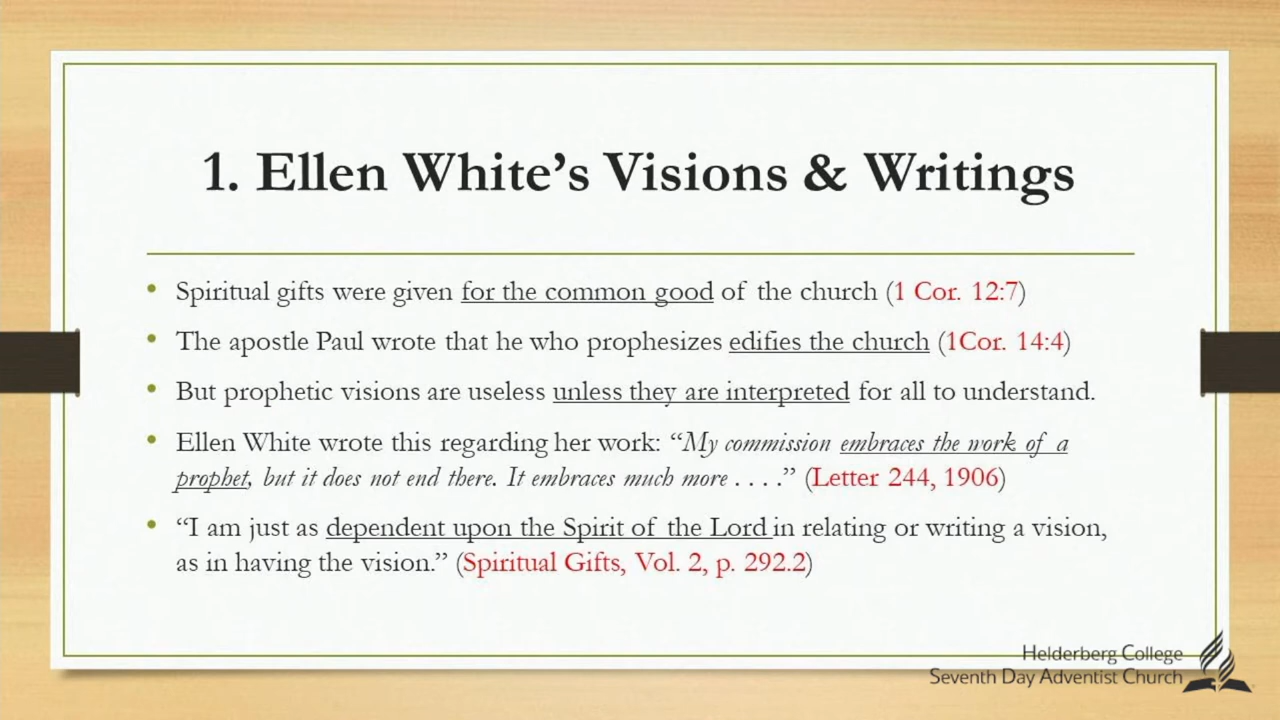 1. Ellen White’s Visions & Writings
• Spiritual gifts were given for the common good of the church (1 Cor. 12:7)
• The apostle Paul wrote that he who prophesizes edifies the church (1Cor. 14:4)
• But prophetic visions are useless unless they are interpreted for all to understand.
• Ellen White wrote this regarding her work: “My commission embraces the work of a
prophet, but it does not end there. It embraces much more . . . .” (Letter 244, 1906)
• “I am just as dependent upon the Spirit of the Lord in relating or writing a vision,
as in having the vision.” (Spiritual Gifts, Vol. 2, p. 292.2)
Helderberg College
Seventh Day Adventist Church